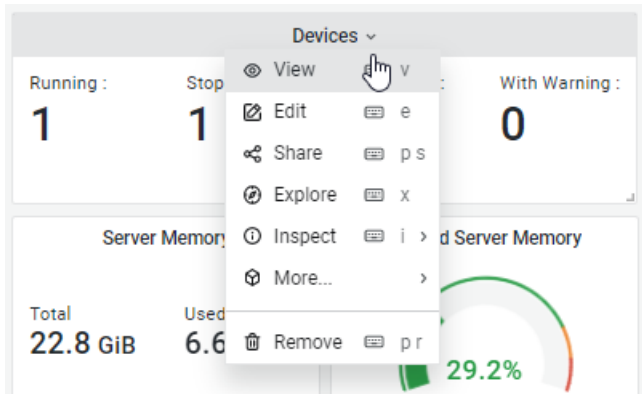 Devices
Running :
Stop
:
With Warning :
1
1
0
View v
Edit e
Share p s
Explore x
Inspect i
More...
Remove p r
Server Memory
d Server Memory
Total
Used
22.8 GiB
6.6
29.2%